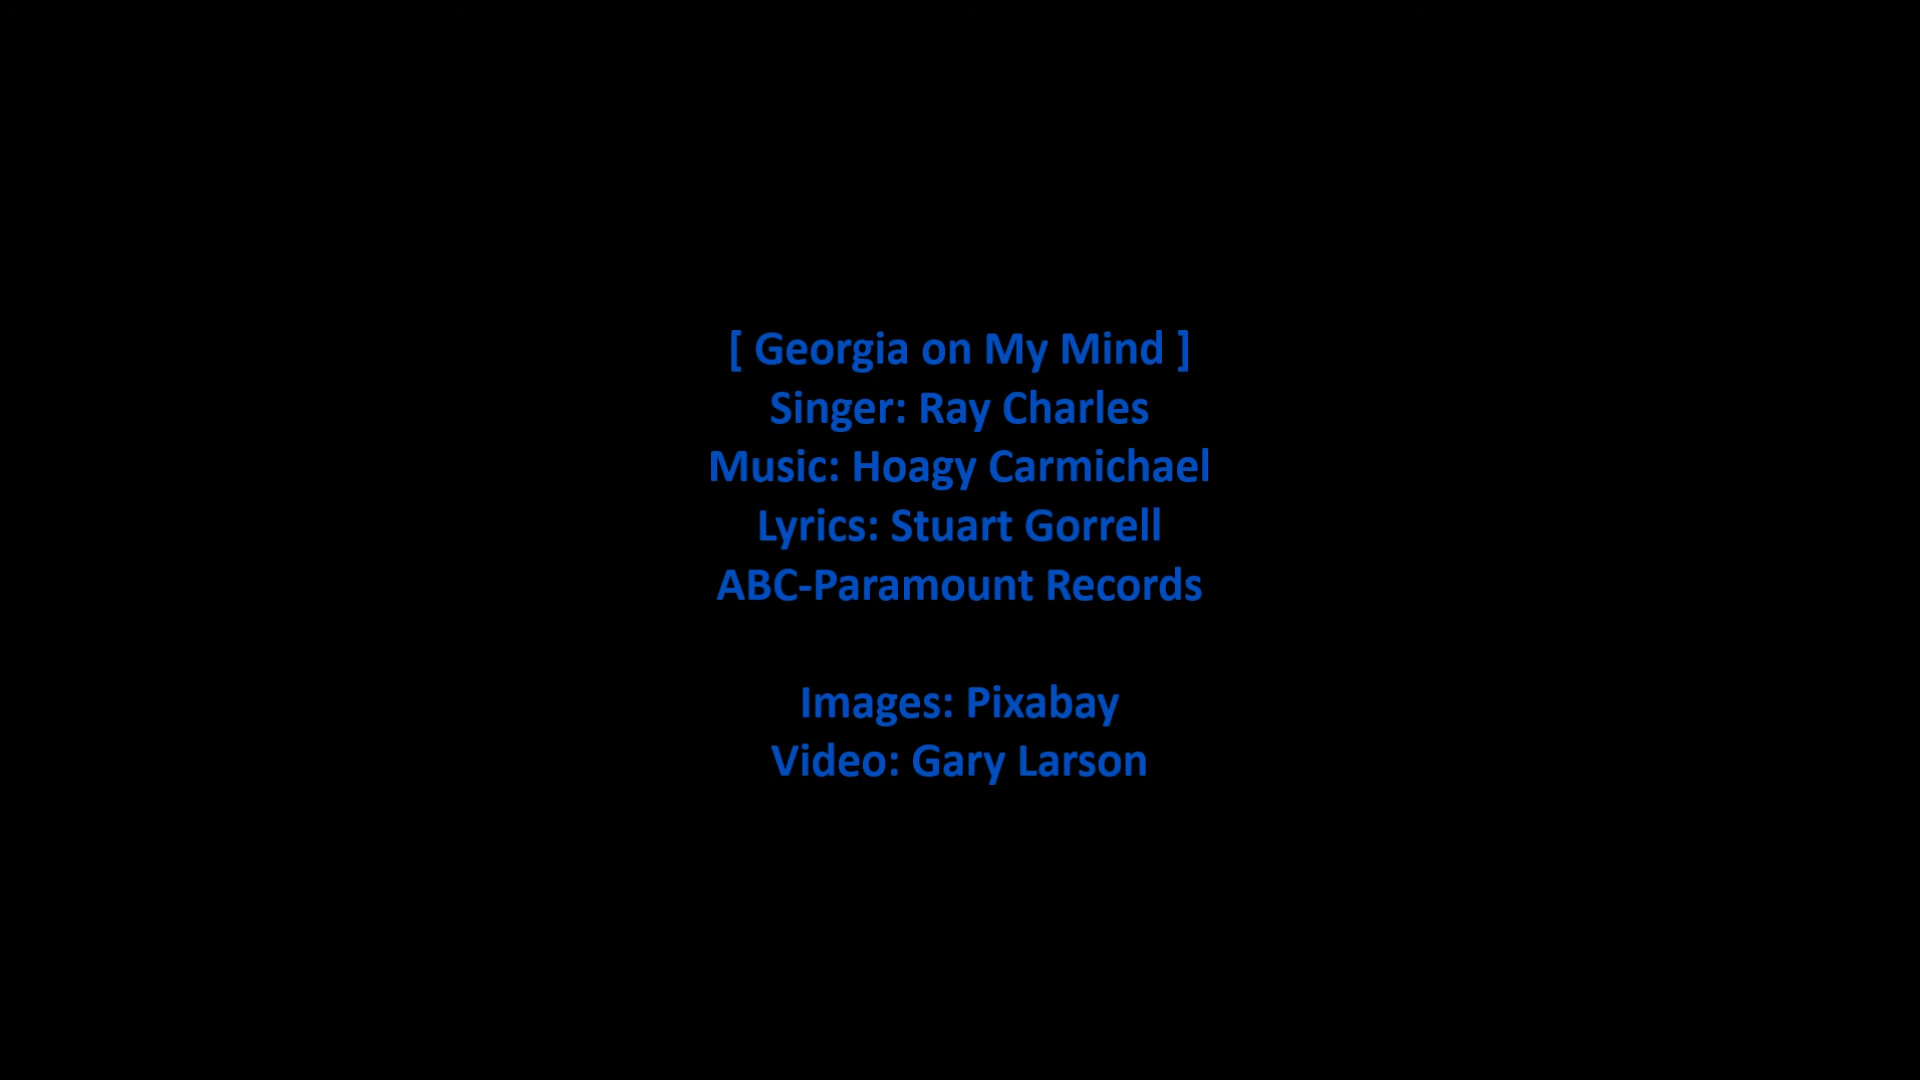 [ Georgia on My Mind ]
Singer: Ray Charles
Music: Hoagy Carmichael
Lyrics: Stuart Gorrell
ABC-Paramount Records
Images: Pixabay
Video: Gary Larson